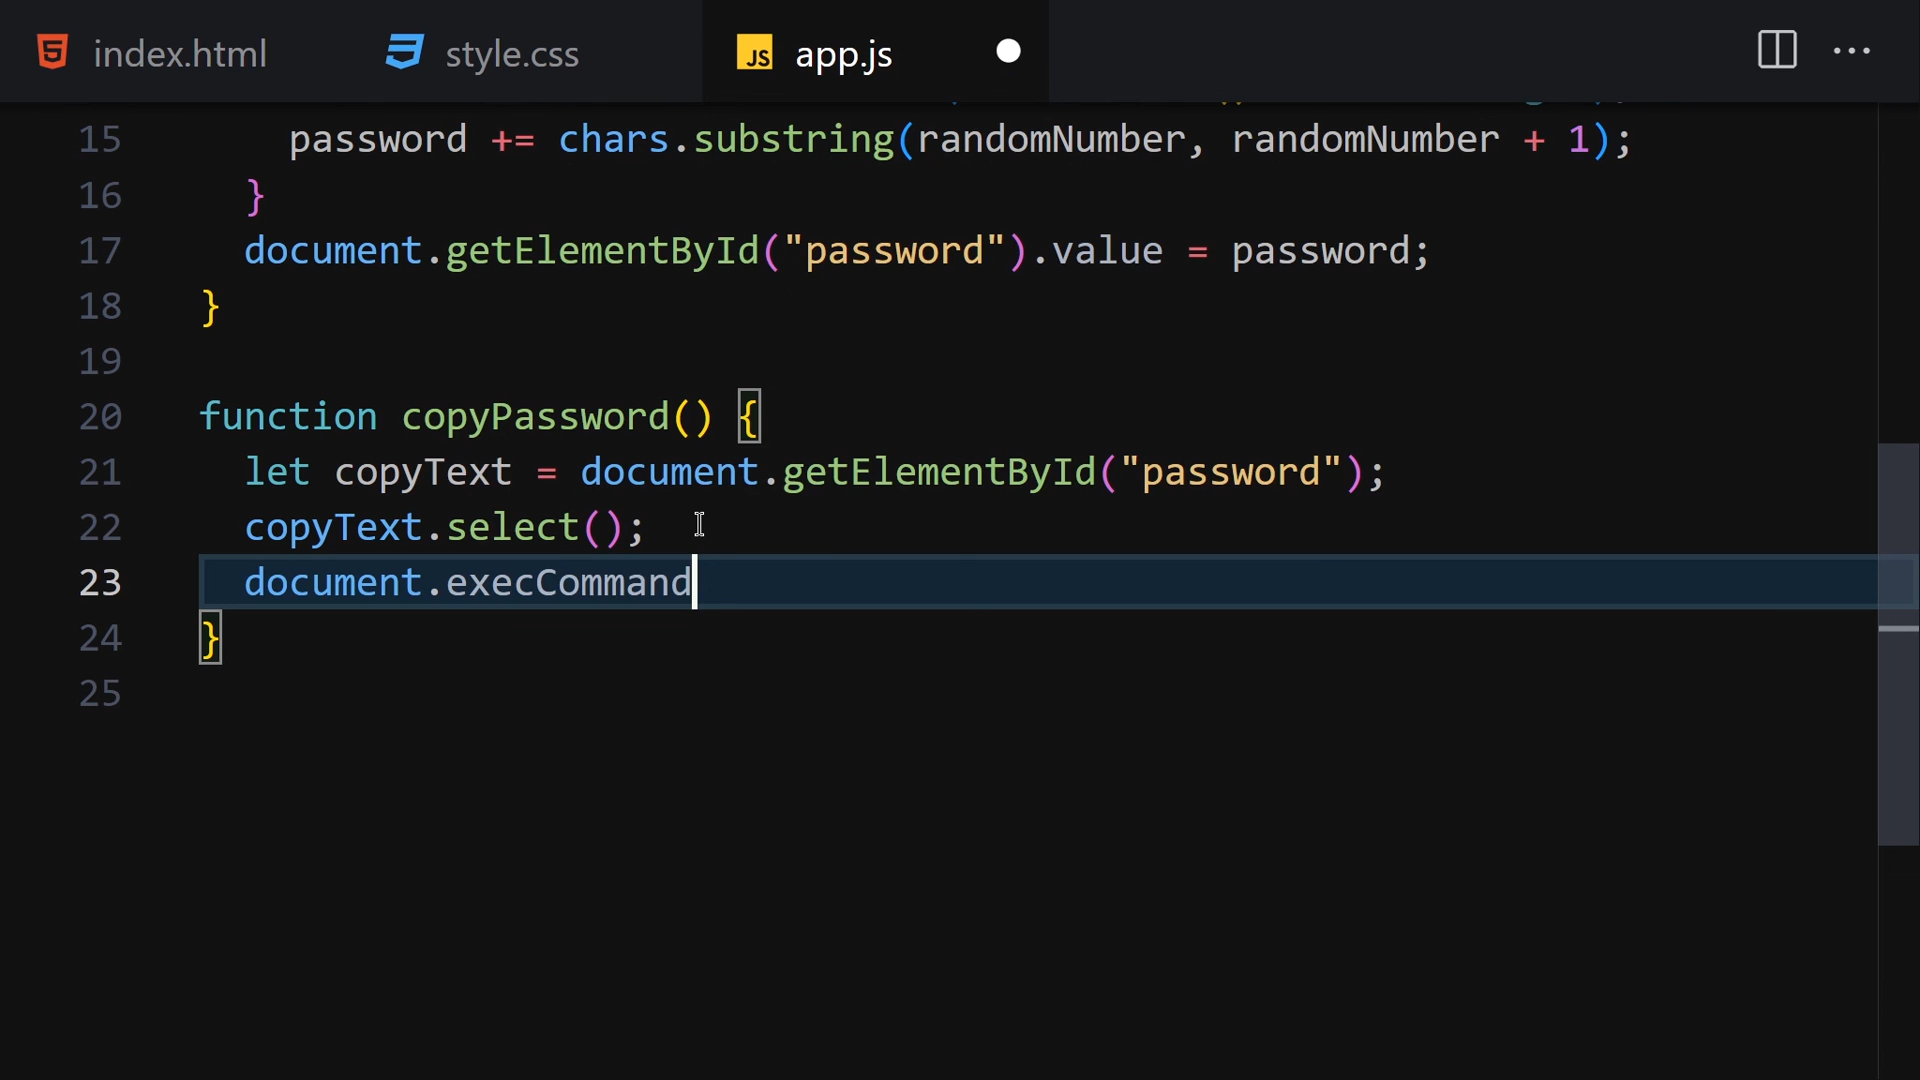 index.html style.css JS app.js
15 password += chars.substring(randomNumber, randomNumber + 1);
16 }
17 document.getElementById("password").value = password;
18 }
19
20 function copyPassword() {
21 let copyText = document.getElementById("password");
22 copyText.select();
23 document.execCommand
24 }
25